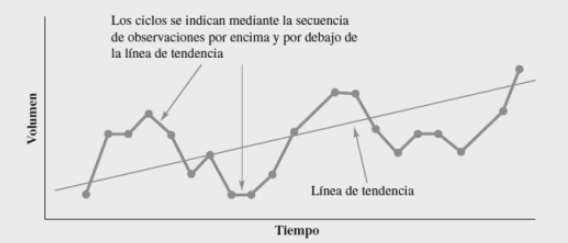 Los ciclos se indican mediante la secuencia
de observaciones por encima y por debajo de
la línea de tendencia
Volumen
Línea de tendencia
Tiempo